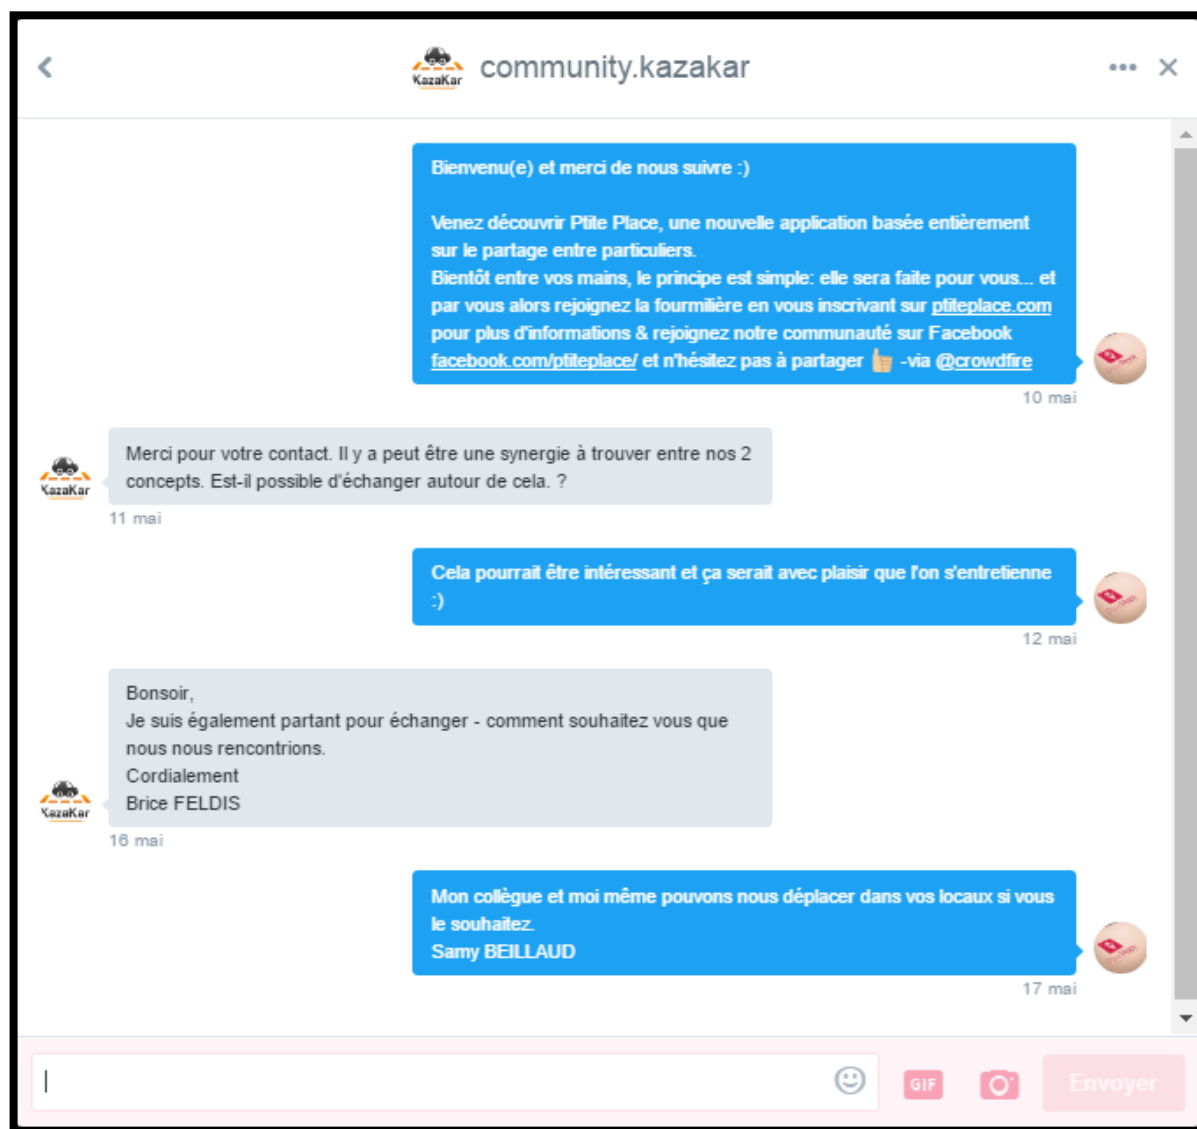 KazaKar
community.kazakar
Bienvenu(e) et merci de nous suivre :)
Venez découvrir Ptite Place, une nouvelle application basée entièrement
sur le partage entre particuliers.
Bientôt entre vos mains, le principe est simple: elle sera faite pour vous... et
par vous alors rejoignez la fourmilière en vous inscrivant sur ptiteplace.com
pour plus d'informations & rejoignez notre communauté sur Facebook
facebook.com/ptiteplace/ et n'hésitez pas à partager 👍 -via @crowdfire
10 mai
Merci pour votre contact. Il y a peut être une synergie à trouver entre nos 2
concepts. Est-il possible d'échanger autour de cela. ?
KazaKar
11 mai
Cela pourrait être intéressant et ça serait avec plaisir que l'on s'entretienne
:)
12 mai
Bonsoir,
Je suis également partant pour échanger - comment souhaitez vous que
nous nous rencontrions.
Cordialement
Brice FELDIS
KazaKar
16 mai
Mon collègue et moi même pouvons nous déplacer dans vos locaux si vous
le souhaitez.
Samy BEILLAUD
17 mai
GIF
Envoyer